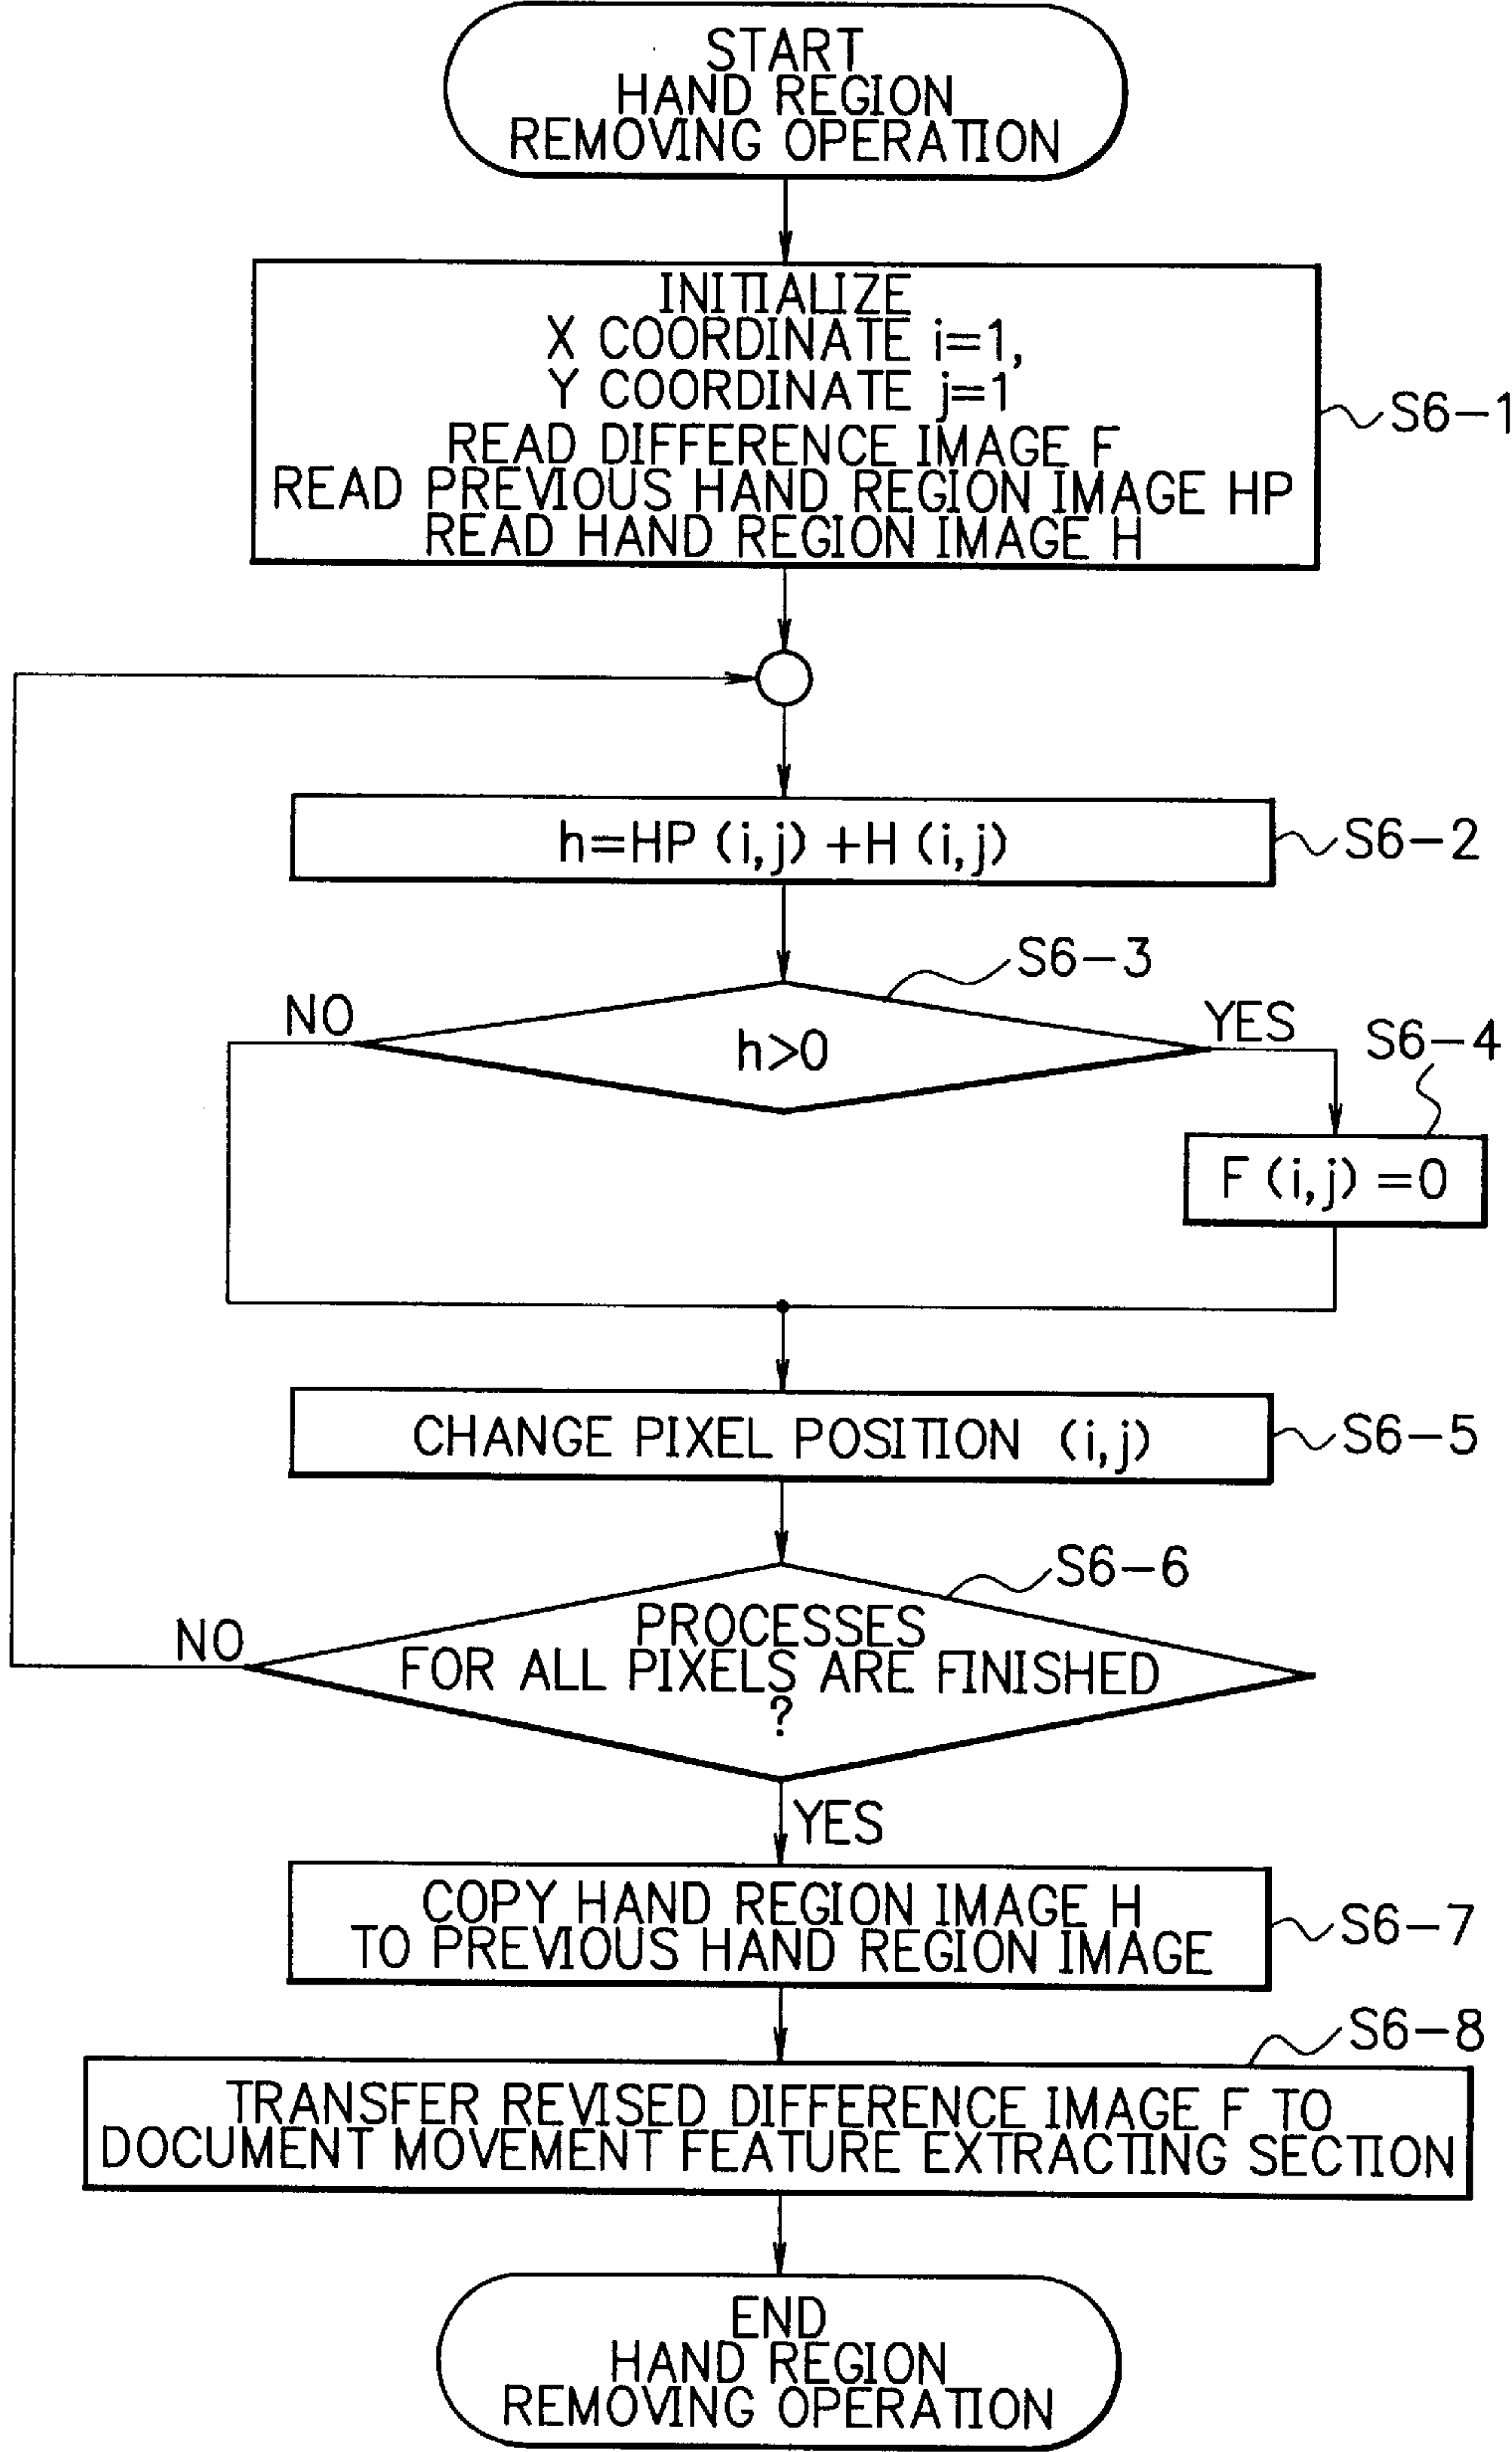 START
HAND REGION
REMOVING OPERATION
INITIALIZE
X COORDINATE i=1,
Y COORDINATE j=1
READ DIFFERENCE IMAGE F
READ PREVIOUS HAND REGION IMAGE HP
READ HAND REGION IMAGE H
S6-1
h=HP (i,j) +H (i,j)
S6-2
S6-3
NO
h>0
YES
S6-4
F (i,j) =0
CHANGE PIXEL POSITION (i,j)
S6-5
S6-6
NO
PROCESSES
FOR ALL PIXELS ARE FINISHED
?
YES
COPY HAND REGION IMAGE H
TO PREVIOUS HAND REGION IMAGE
S6-7
S6-8
TRANSFER REVISED DIFFERENCE IMAGE F TO
DOCUMENT MOVEMENT FEATURE EXTRACTING SECTION
END
HAND REGION
REMOVING OPERATION